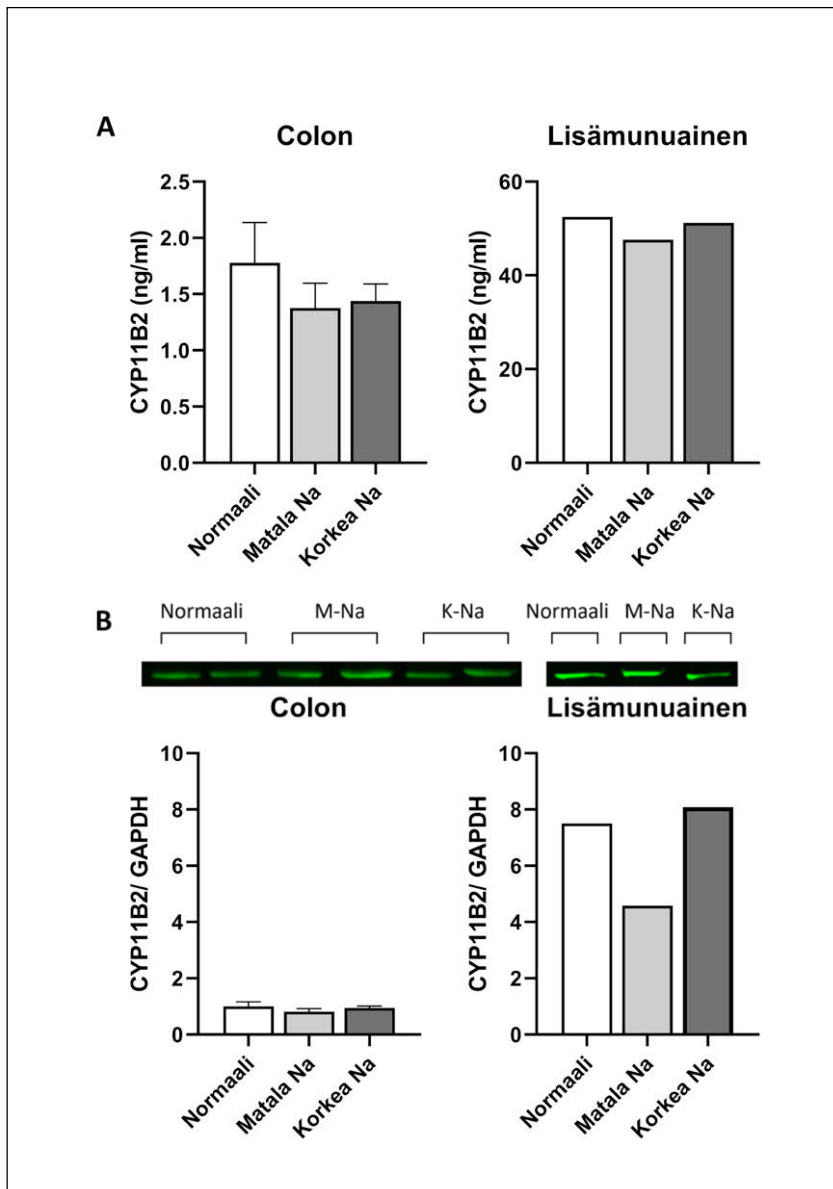 A
Colon
CYP11B2 (ng/ml)
2.5
2.0
1.5
1.0
0.5
0.0
Normaali
Matala Na
Korkea Na
Lisämunuainen
CYP11B2 (ng/ml)
60
40
20
0
Normaali
Matala Na
Korkea Na
B
Normaali M-Na K-Na
Normaali M-Na K-Na
Colon
CYP11B2/ GAPDH
10
8
6
4
2
0
Normaali
Matala Na
Korkea Na
Lisämunuainen
CYP11B2/ GAPDH
10
8
6
4
2
0
Normaali
Matala Na
Korkea Na